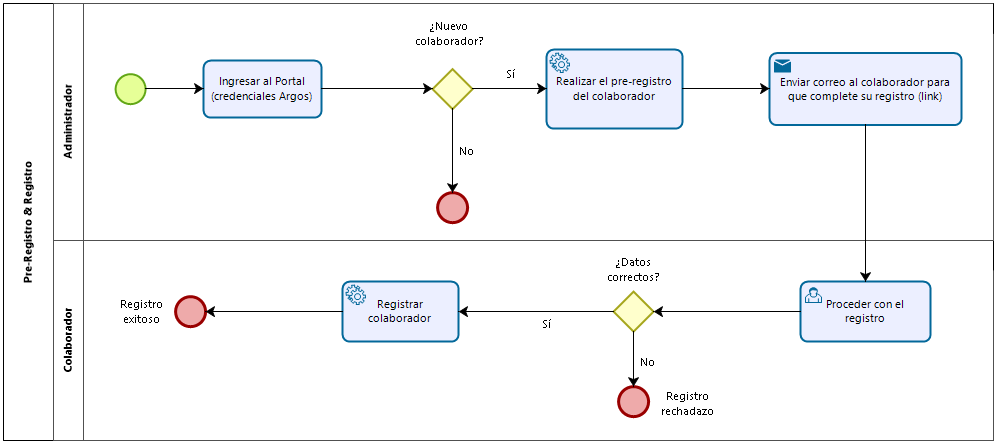 Pre-Registro & Registro
Administrador
Ingresar al Portal
(credenciales Argos)
¿Nuevo
colaborador?
Sí
No
Realizar el pre-registro
del colaborador
Enviar correo al colaborador para
que complete su registro (link)
Colaborador
Registro
exitoso
Registrar
colaborador
Sí
¿Datos
correctos?
No
Registro
rechazado
Proceder con el
registro